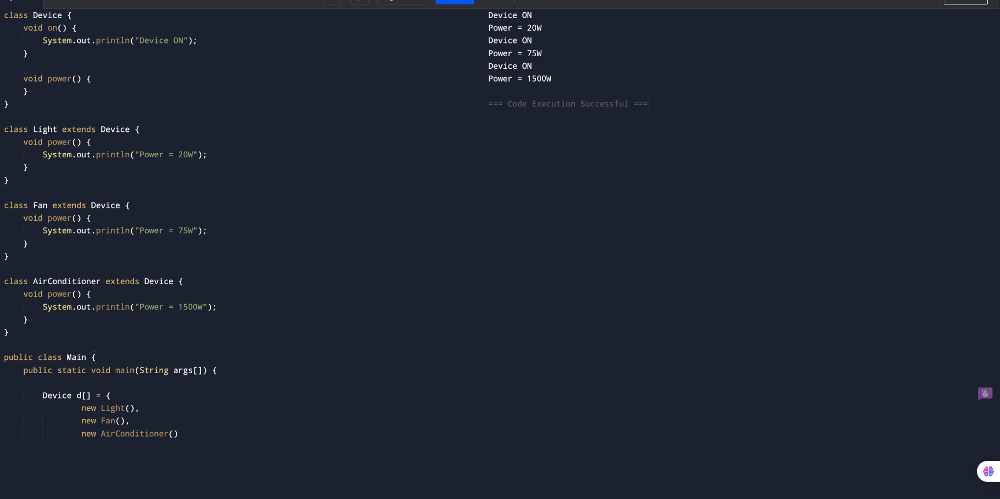 class Device {
    void on() {
        System.out.println("Device ON");
    }

    void power() {
    }
}

class Light extends Device {
    void power() {
        System.out.println("Power = 20W");
    }
}

class Fan extends Device {
    void power() {
        System.out.println("Power = 75W");
    }
}

class AirConditioner extends Device {
    void power() {
        System.out.println("Power = 1500W");
    }
}

public class Main {
    public static void main(String args[]) {

        Device d[] = {
                new Light(),
                new Fan(),
                new AirConditioner()
Device ON
Power = 20W
Device ON
Power = 75W
Device ON
Power = 1500W

=== Code Execution Successful ===